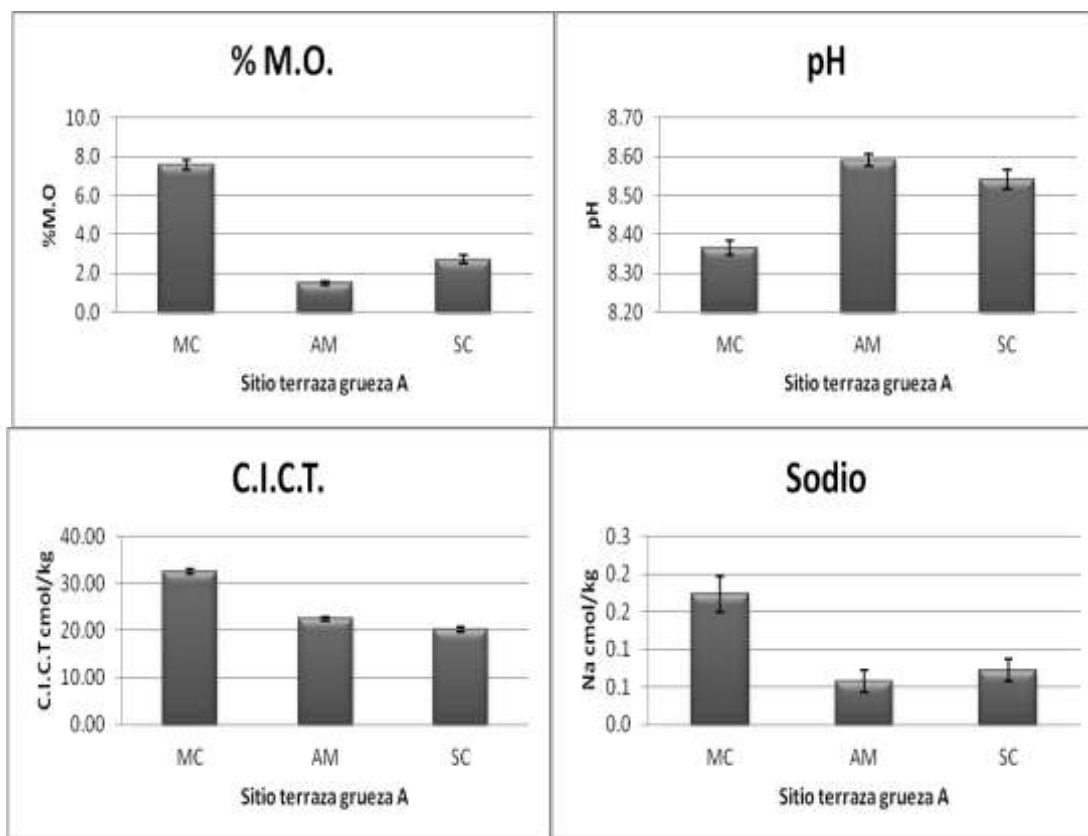 % M.O.
%M.O
10.0
8.0
6.0
4.0
2.0
0.0
MC AM SC
Sitio terraza grueza A
pH
pH
8.70
8.60
8.50
8.40
8.30
8.20
MC AM SC
Sitio terraza grueza A
C.I.C.T.
C.I.C.T cmol/kg
40.00
30.00
20.00
10.00
0.00
MC AM SC
Sitio terraza grueza A
Sodio
Na cmol/kg
0.3
0.2
0.2
0.1
0.1
0.0
MC AM SC
Sitio terraza grueza A